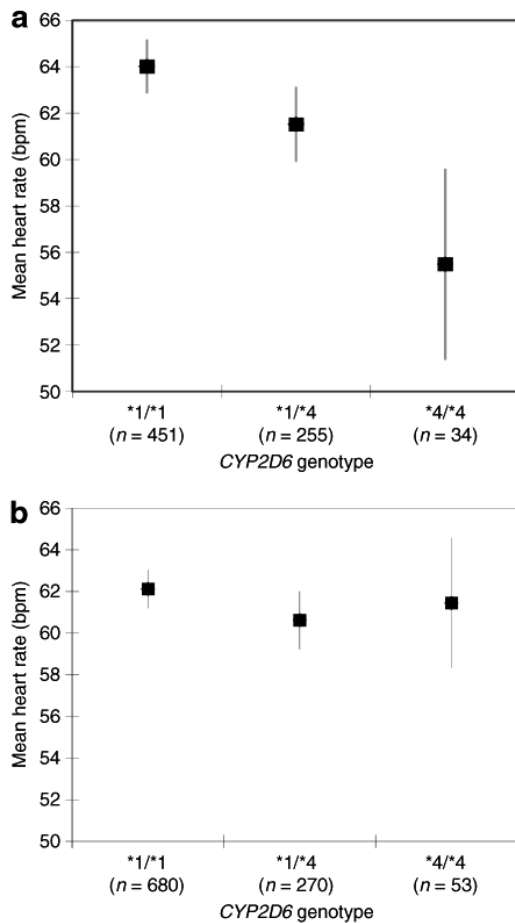 a
Mean heart rate (bpm)
66
64
62
60
58
56
54
52
50
*1/*1 *1/*4 *4/*4
(n = 451) (n = 255) (n = 34)
CYP2D6 genotype
b
Mean heart rate (bpm)
66
64
62
60
58
56
54
52
50
*1/*1 *1/*4 *4/*4
(n = 680) (n = 270) (n = 53)
CYP2D6 genotype